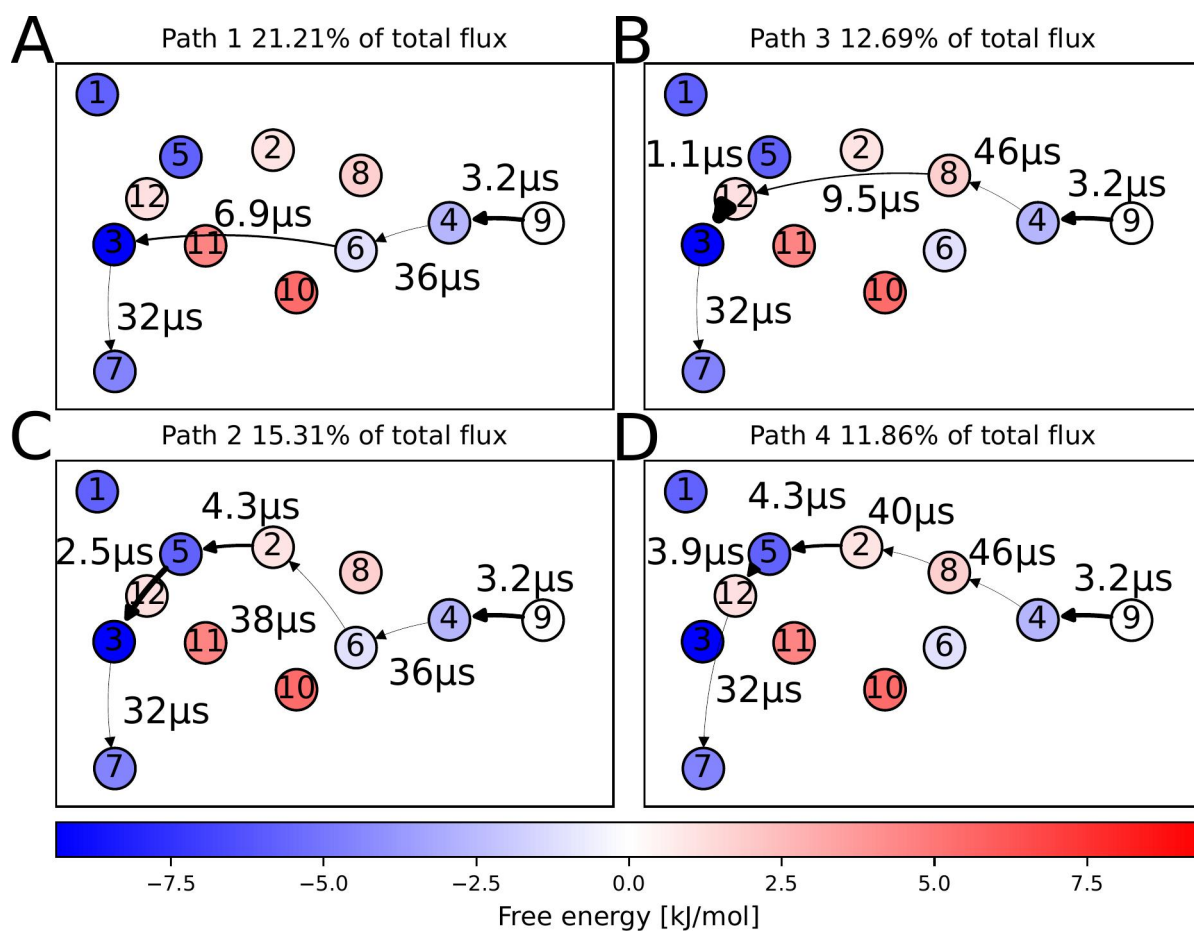 A
Path 1 21.21% of total flux
1
5
2
8
12
3.2μs
6.9μs
4
9
3
11
6
36μs
10
32μs
7
B
Path 3 12.69% of total flux
1
1.1μs
5
2
8
46μs
12
9.5μs
3.2μs
4
9
3
11
6
10
32μs
7
C
Path 2 15.31% of total flux
1
4.3μs
2.5μs
5
2
8
12
3.2μs
38μs
4
9
3
11
6
36μs
10
32μs
7
D
Path 4 11.86% of total flux
1
4.3μs
40μs
3.9μs
5
2
8
46μs
12
3.2μs
4
9
3
11
6
32μs
10
7
−7.5 −5.0 −2.5 0.0 2.5 5.0 7.5
Free energy [kJ/mol]